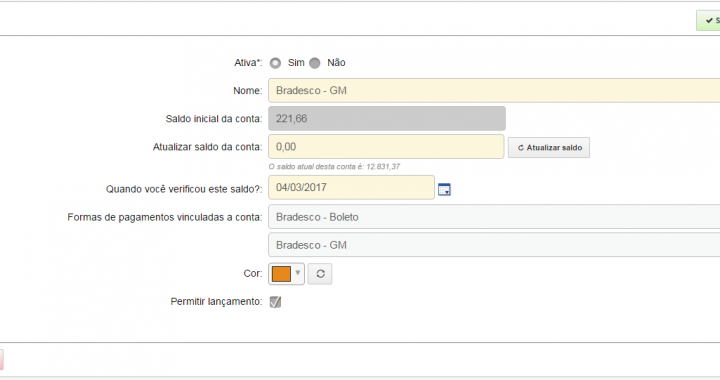 S
Ativa*: Sim Não
Nome: Bradesco - GM
Saldo inicial da conta: 221,66
Atualizar saldo da conta: 0,00 Atualizar saldo
O saldo atual desta conta é: 12.831,37
Quando você verificou este saldo?: 04/03/2017
Formas de pagamentos vinculadas a conta: Bradesco - Boleto
Bradesco - GM
Cor:
Permitir lançamento: